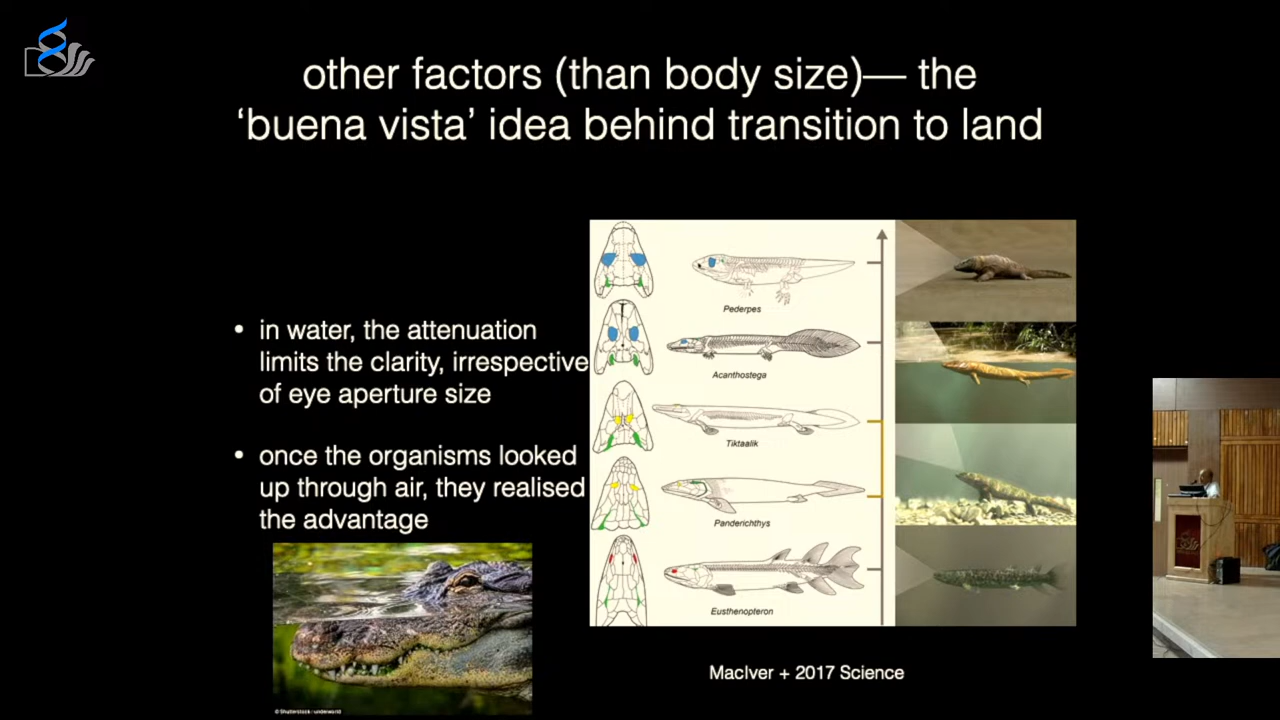 other factors (than body size)— the
‘buena vista’ idea behind transition to land
• in water, the attenuation
limits the clarity, irrespective
of eye aperture size
• once the organisms looked
up through air, they realised
the advantage
Pederpes
Acanthostega
Tiktaalik
Panderichthys
Eusthenopteron
MacIver + 2017 Science
© Shutterstock / underworld